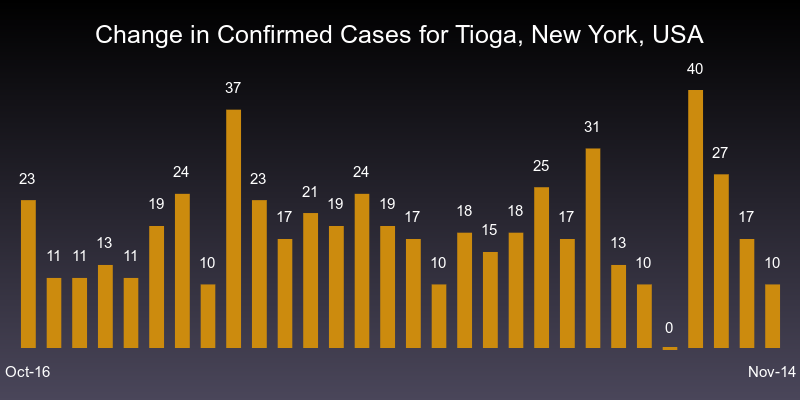 Change in Confirmed Cases for Tioga, New York, USA
23 11 11 13 11 19 24 10 37 23 17 21 19 24 19 17 10 18 15 18 25 17 31 13 10 0 40 27 17 10
Oct-16 Nov-14